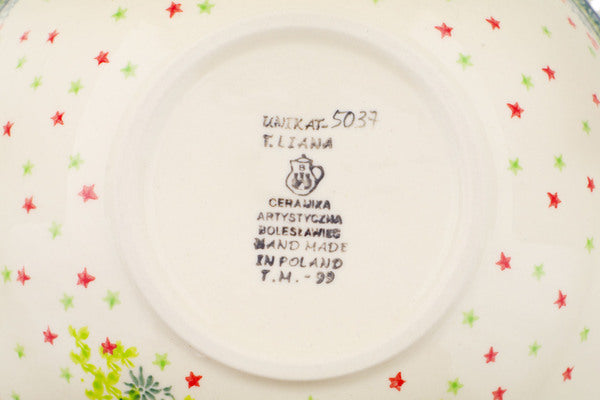 UNIKAT-5037
T. LIANA
B
CERAMIKA
ARTYSTYCZNA
BOLESŁAWIEC
HAND MADE
IN POLAND
T.M.-99